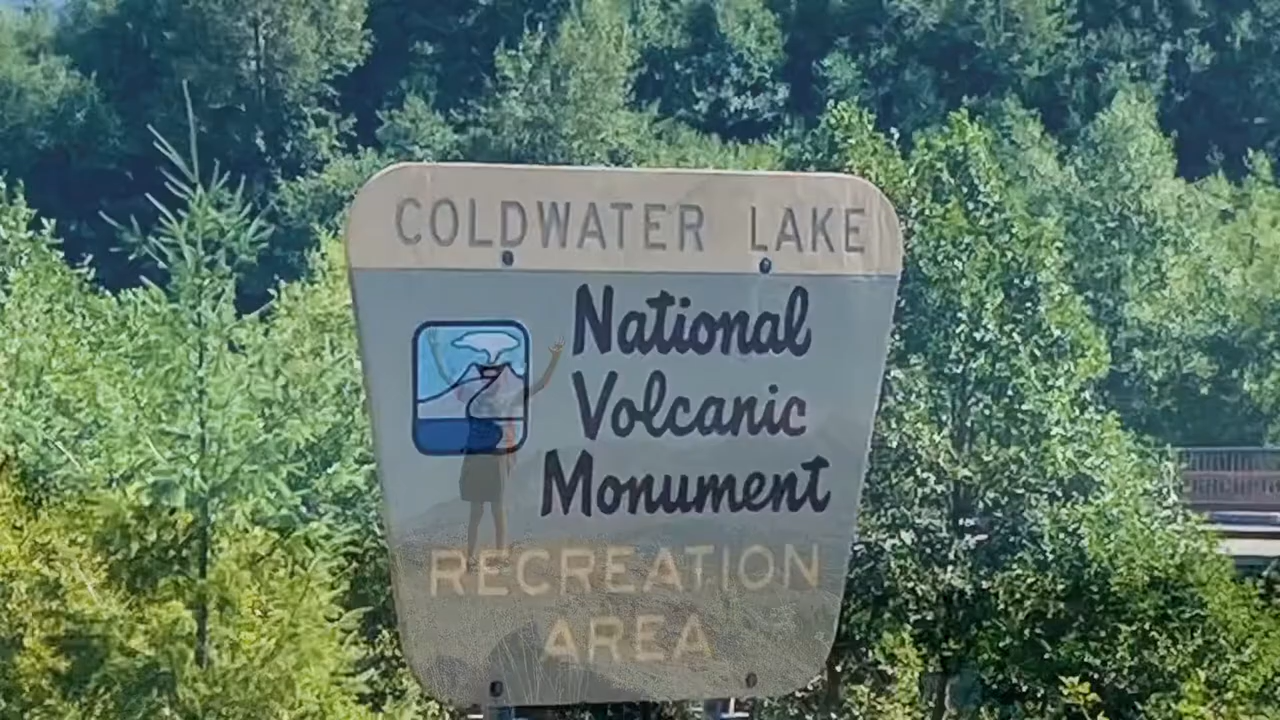 COLDWATER LAKE
National
Volcanic
Monument
RECREATION
AREA